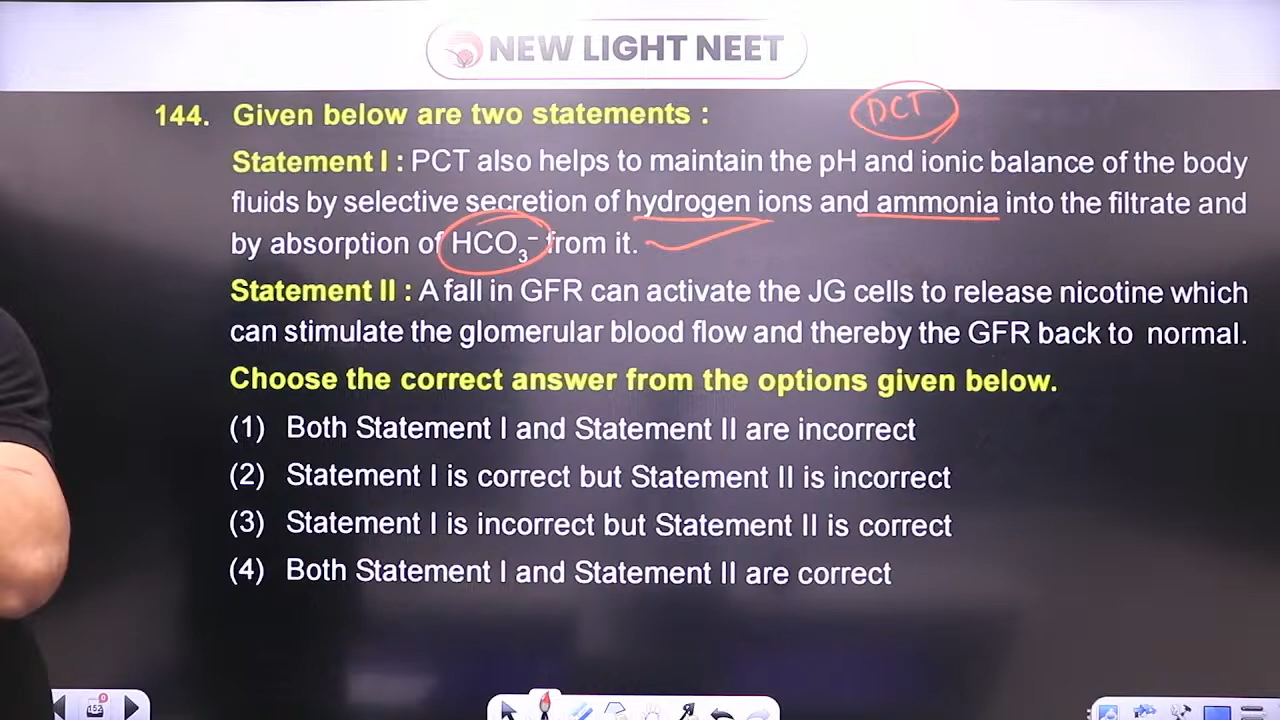 NEW LIGHT NEET
DCT
144. Given below are two statements :
Statement I : PCT also helps to maintain the pH and ionic balance of the body
fluids by selective secretion of hydrogen ions and ammonia into the filtrate and
by absorption of HCO₃⁻ from it.
Statement II : A fall in GFR can activate the JG cells to release nicotine which
can stimulate the glomerular blood flow and thereby the GFR back to normal.
Choose the correct answer from the options given below.
(1) Both Statement I and Statement II are incorrect
(2) Statement I is correct but Statement II is incorrect
(3) Statement I is incorrect but Statement II is correct
(4) Both Statement I and Statement II are correct
152